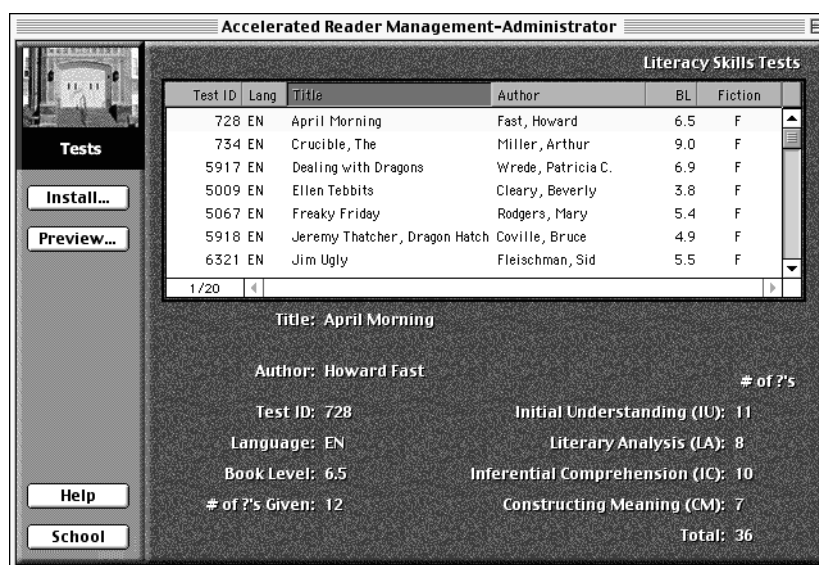 Accelerated Reader Management-Administrator
Literacy Skills Tests
Test ID Lang Title Author BL Fiction
728 EN April Morning Fast, Howard 6.5 F
734 EN Crucible, The Miller, Arthur 9.0 F
5917 EN Dealing with Dragons Wrede, Patricia C. 6.9 F
5009 EN Ellen Tebbits Cleary, Beverly 3.8 F
5067 EN Freaky Friday Rodgers, Mary 5.4 F
5918 EN Jeremy Thatcher, Dragon Hatch Coville, Bruce 4.9 F
6321 EN Jim Ugly Fleischman, Sid 5.5 F
1/20
Tests
Install...
Preview...
Help
School
Title: April Morning
Author: Howard Fast
# of ?'s
Test ID: 728 Initial Understanding (IU): 11
Language: EN Literary Analysis (LA): 8
Book Level: 6.5 Inferential Comprehension (IC): 10
# of ?'s Given: 12 Constructing Meaning (CM): 7
Total: 36